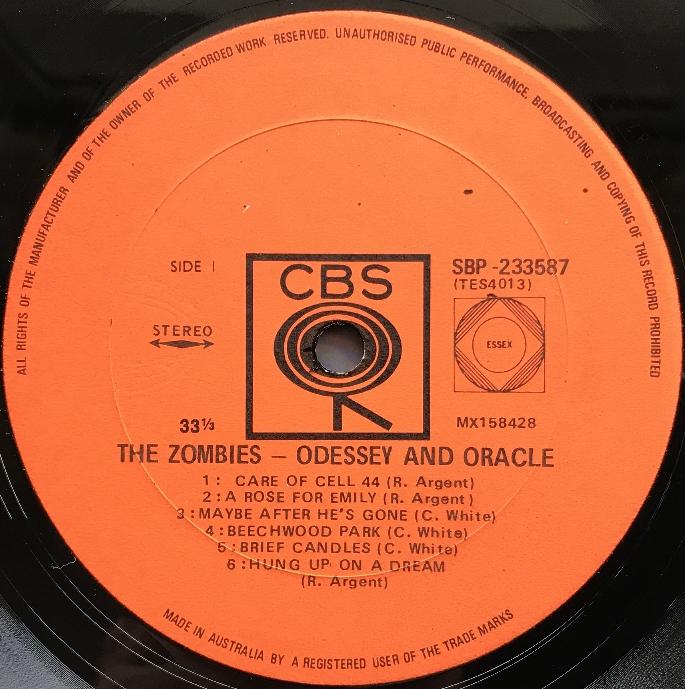 ALL RIGHTS OF THE MANUFACTURER AND OF THE OWNER OF THE RECORDED WORK RESERVED. UNAUTHORISED PUBLIC PERFORMANCE, BROADCASTING AND COPYING OF THIS RECORD PROHIBITED
SIDE 1
CBS
SBP-233587
(TES4013)
STEREO
ESSEX
33⅓
MX158428
THE ZOMBIES – ODESSEY AND ORACLE
1: CARE OF CELL 44 (R. Argent)
2: A ROSE FOR EMILY (R. Argent)
3: MAYBE AFTER HE'S GONE (C. White)
4: BEECHWOOD PARK (C. White)
5: BRIEF CANDLES (C. White)
6: HUNG UP ON A DREAM
(R. Argent)
MADE IN AUSTRALIA BY A REGISTERED USER OF THE TRADE MARKS